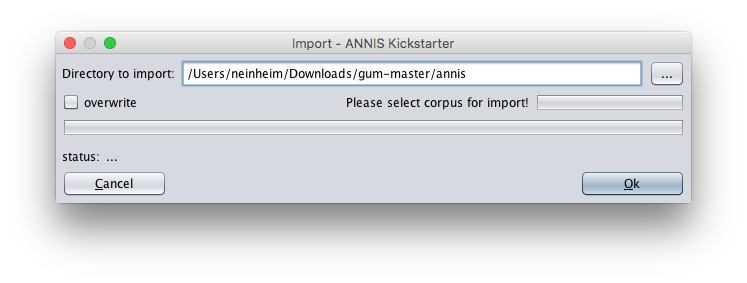 Import - ANNIS Kickstarter
Directory to import: /Users/neinheim/Downloads/gum-master/annis ...
overwrite Please select corpus for import!
status: ...
Cancel Ok